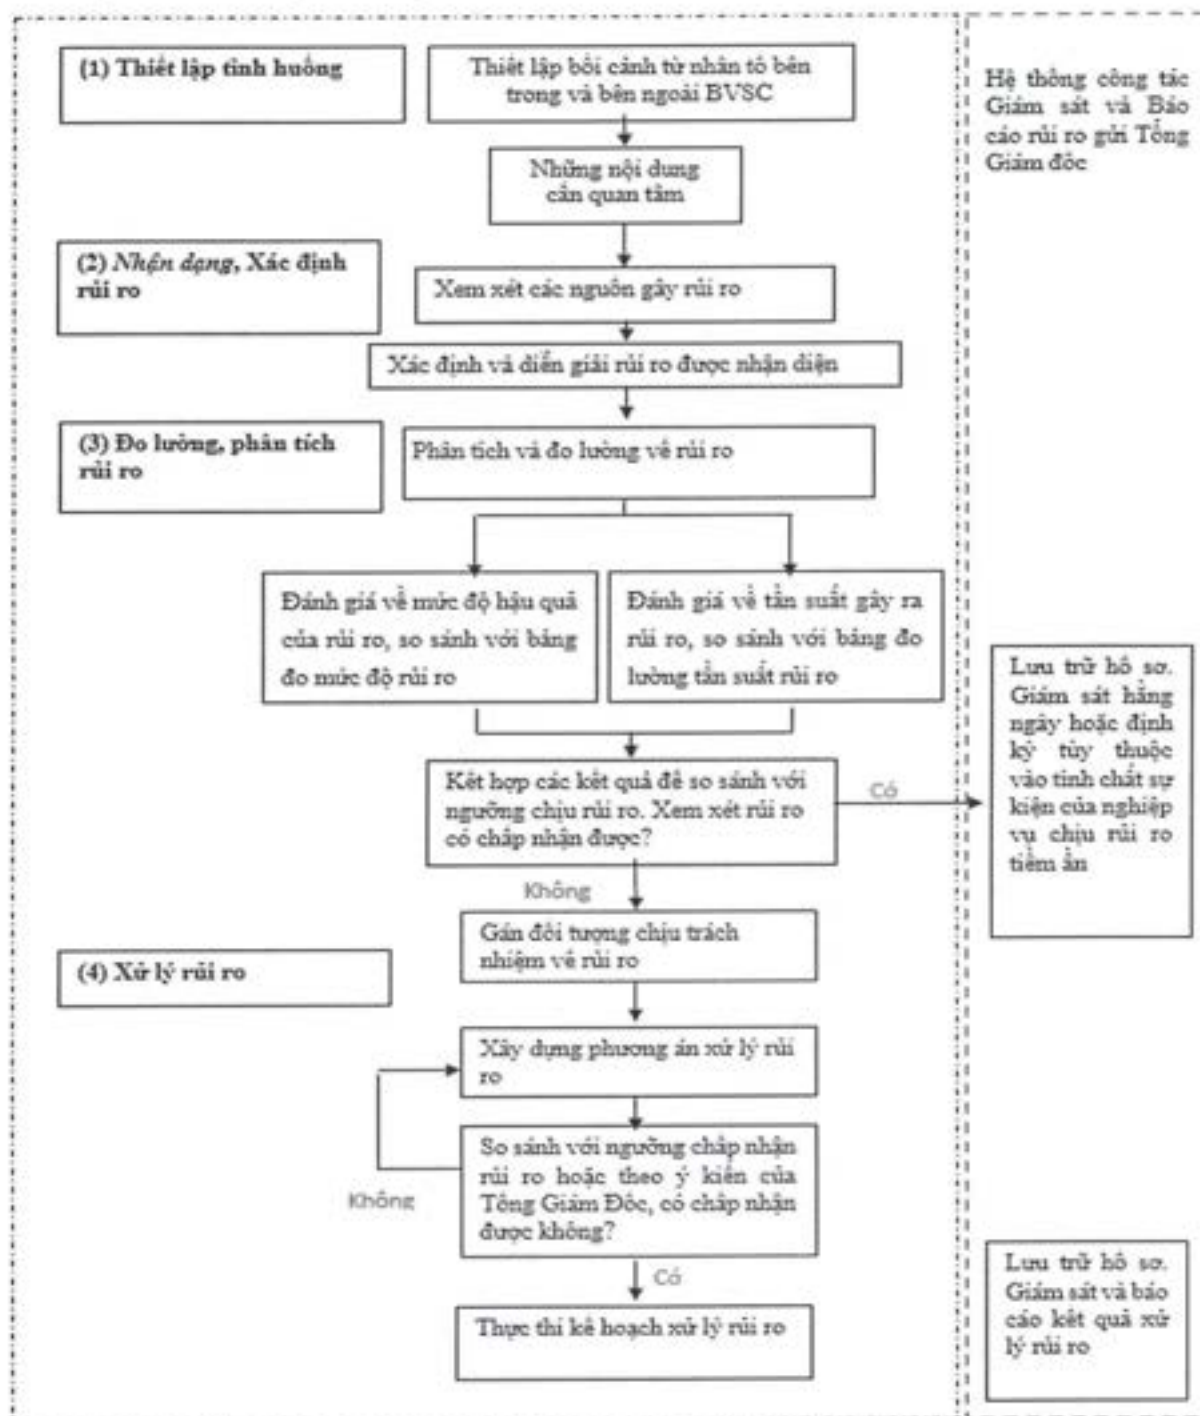 (1) Thiết lập tình huống
Thiết lập bối cảnh từ nhân tố bên
trong và bên ngoài BVSC
Hệ thống công tác
Giám sát và Báo
cáo rủi ro gửi Tổng
Giám đốc
Những nội dung
cần quan tâm
(2) Nhận dạng, Xác định
rủi ro
Xem xét các nguồn gây rủi ro
Xác định và diễn giải rủi ro được nhận diện
(3) Đo lường, phân tích
rủi ro
Phân tích và đo lường về rủi ro
Đánh giá về mức độ hậu quả
của rủi ro, so sánh với bảng
đo mức độ rủi ro
Đánh giá về tần suất gây ra
rủi ro, so sánh với bảng đo
lường tần suất rủi ro
Kết hợp các kết quả để so sánh với
ngưỡng chịu rủi ro. Xem xét rủi ro
có chấp nhận được?
Có
Lưu trữ hồ sơ.
Giám sát hằng
ngày hoặc định
kỳ tùy thuộc
vào tính chất sự
kiện của nghiệp
vụ chịu rủi ro
tiềm ẩn
Không
Gán đối tượng chịu trách
nhiệm về rủi ro
(4) Xử lý rủi ro
Xây dựng phương án xử lý rủi
ro
So sánh với ngưỡng chấp nhận
rủi ro hoặc theo ý kiến của
Tổng Giám Đốc, có chấp nhận
được không?
Không
Có
Thực thi kế hoạch xử lý rủi ro
Lưu trữ hồ sơ.
Giám sát và báo
cáo kết quả xử
lý rủi ro